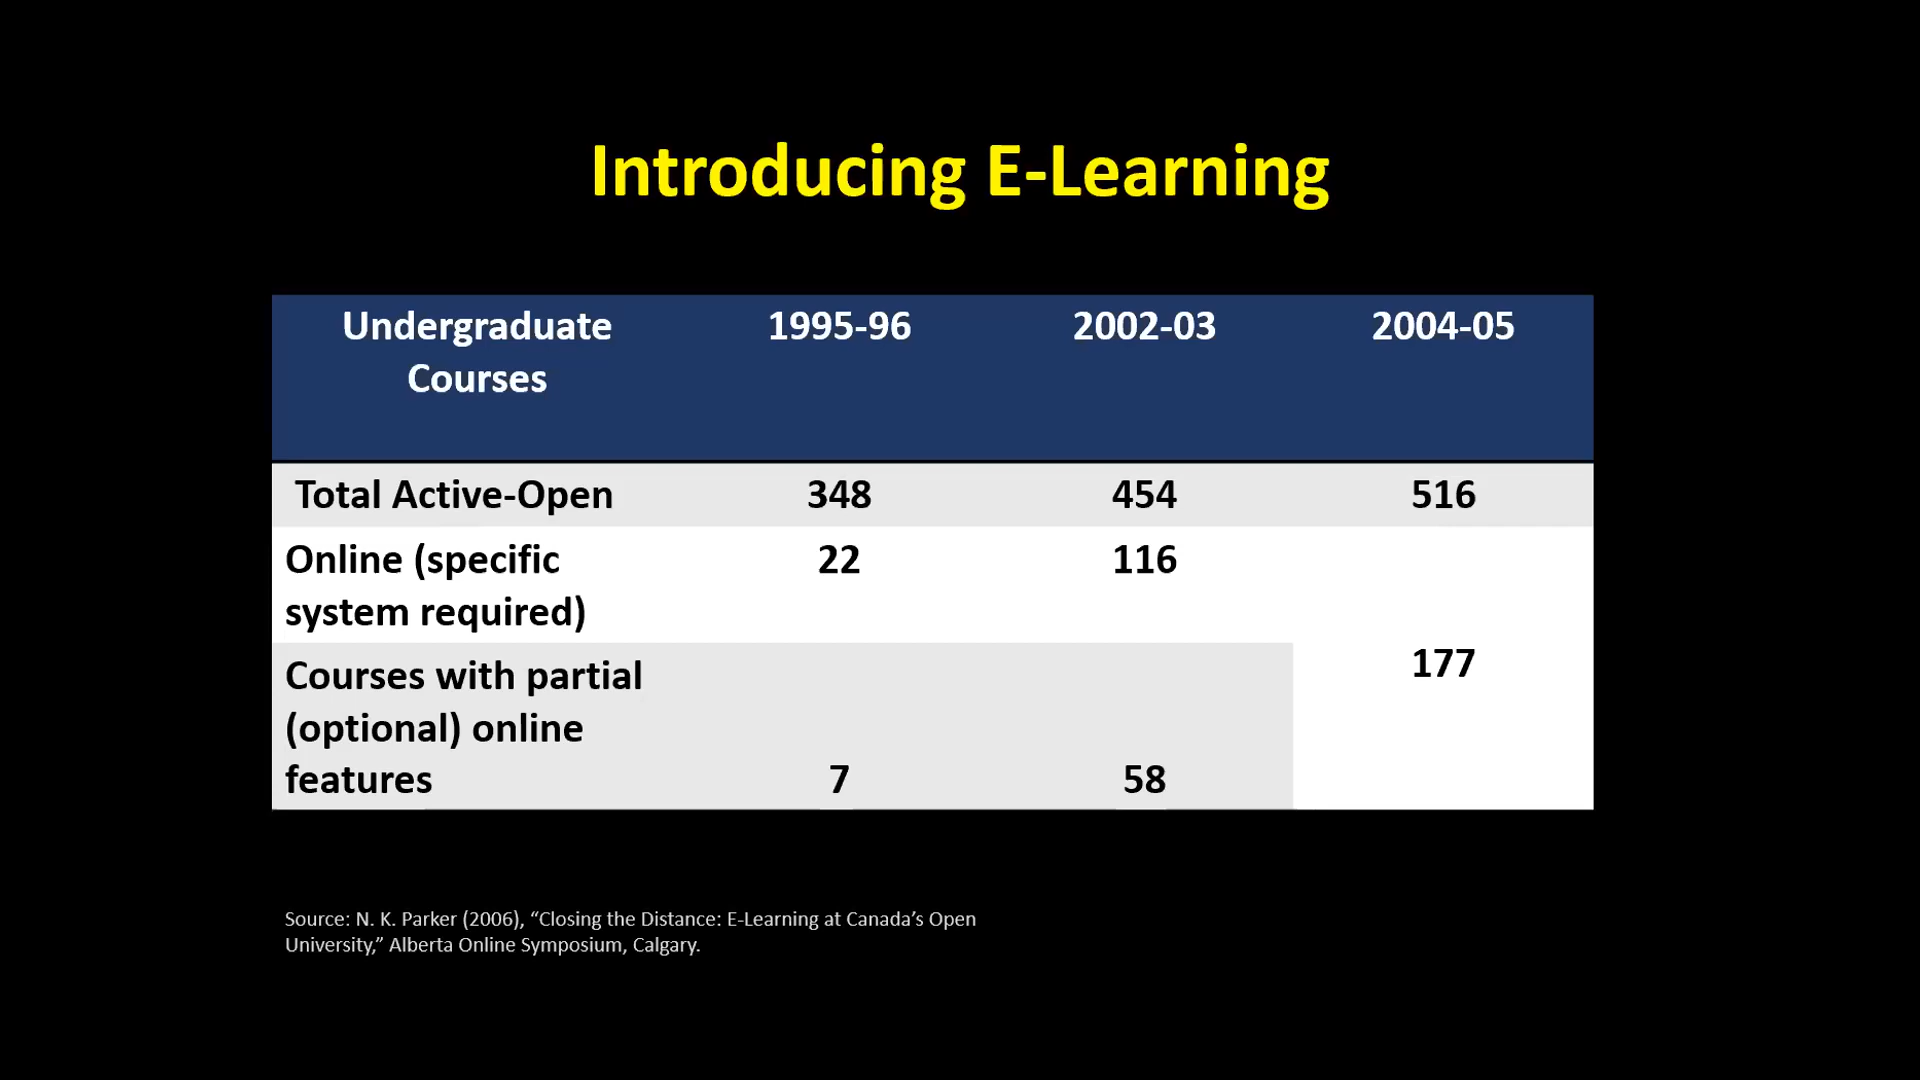 Introducing E-Learning
Undergraduate Courses 1995-96 2002-03 2004-05
Total Active-Open 348 454 516
Online (specific system required) 22 116
177
Courses with partial (optional) online features 7 58
Source: N. K. Parker (2006), “Closing the Distance: E-Learning at Canada’s Open
University,” Alberta Online Symposium, Calgary.